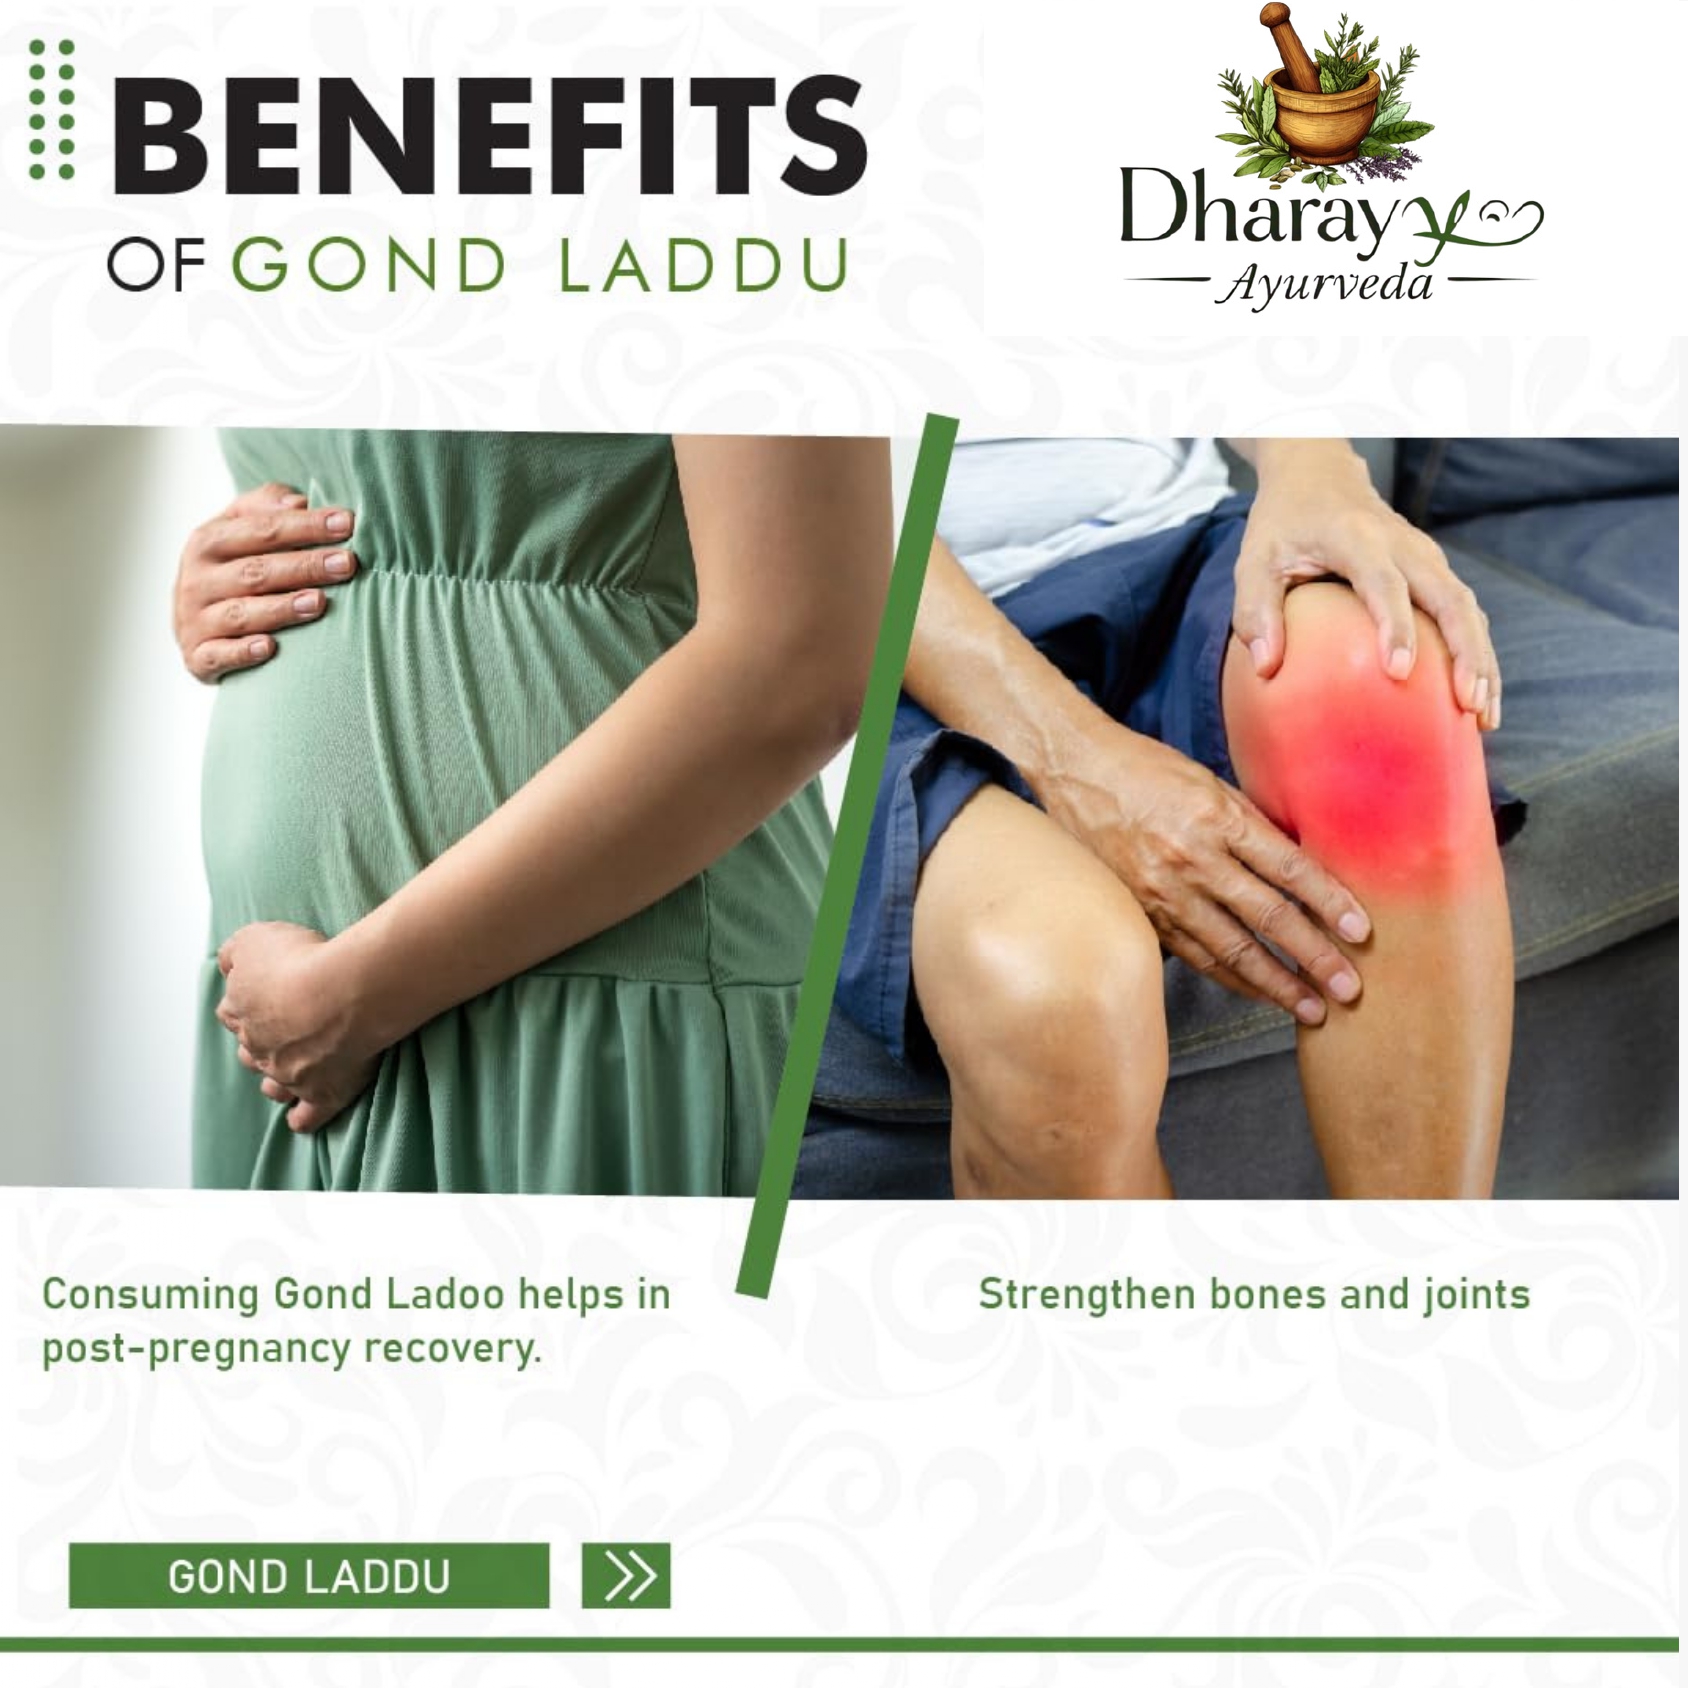 BENEFITS
OF GOND LADDU
Dharayy
Ayurveda
Consuming Gond Ladoo helps in
post-pregnancy recovery.
Strengthen bones and joints
GOND LADDU